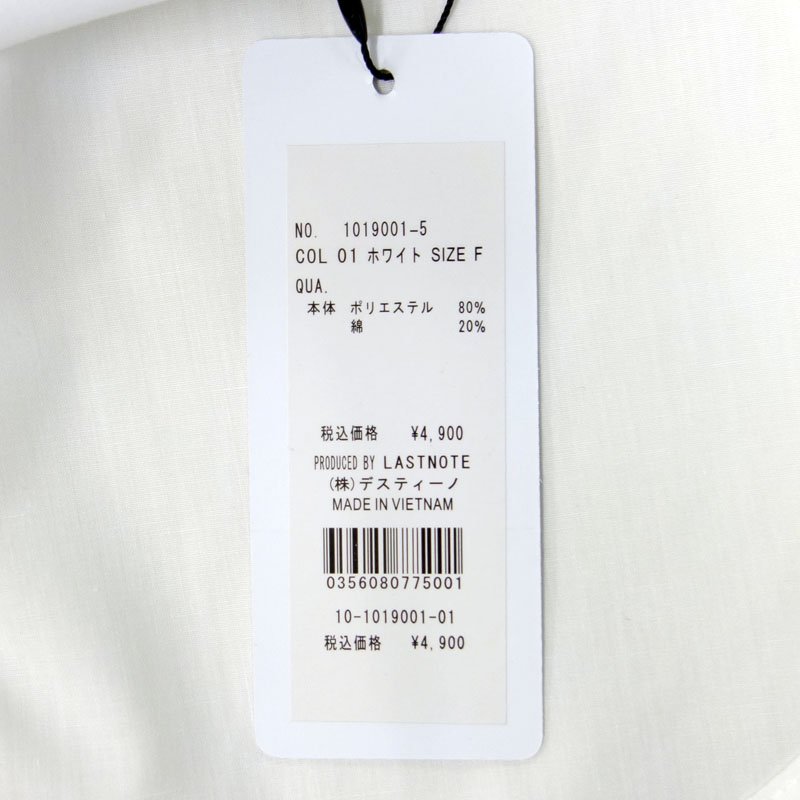 NO. 1019001-5
COL 01 ホワイト SIZE F
QUA.
本体 ポリエステル 80%
綿 20%
税込価格 ¥4,900
PRODUCED BY LASTNOTE
(株)デスティーノ
MADE IN VIETNAM
0356080775001
10-1019001-01
税込価格 ¥4,900